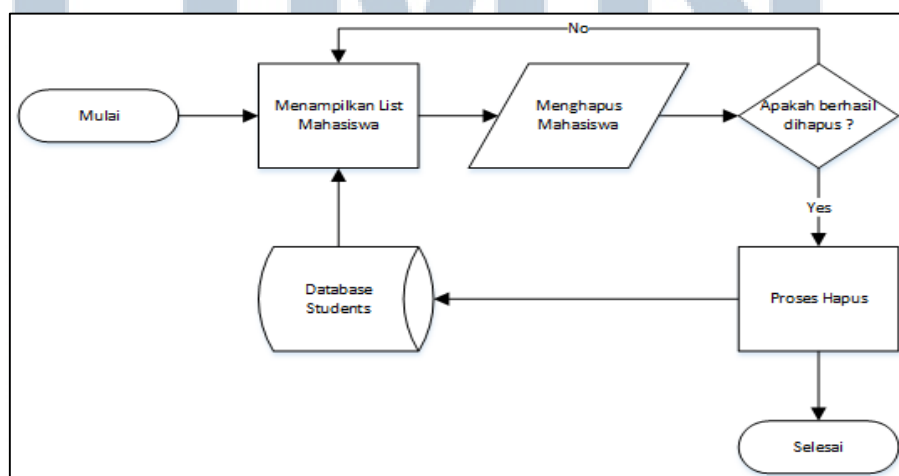 No
Mulai
Menampilkan List
Mahasiswa
Menghapus
Mahasiswa
Apakah berhasil
dihapus ?
Yes
Database
Students
Proses Hapus
Selesai